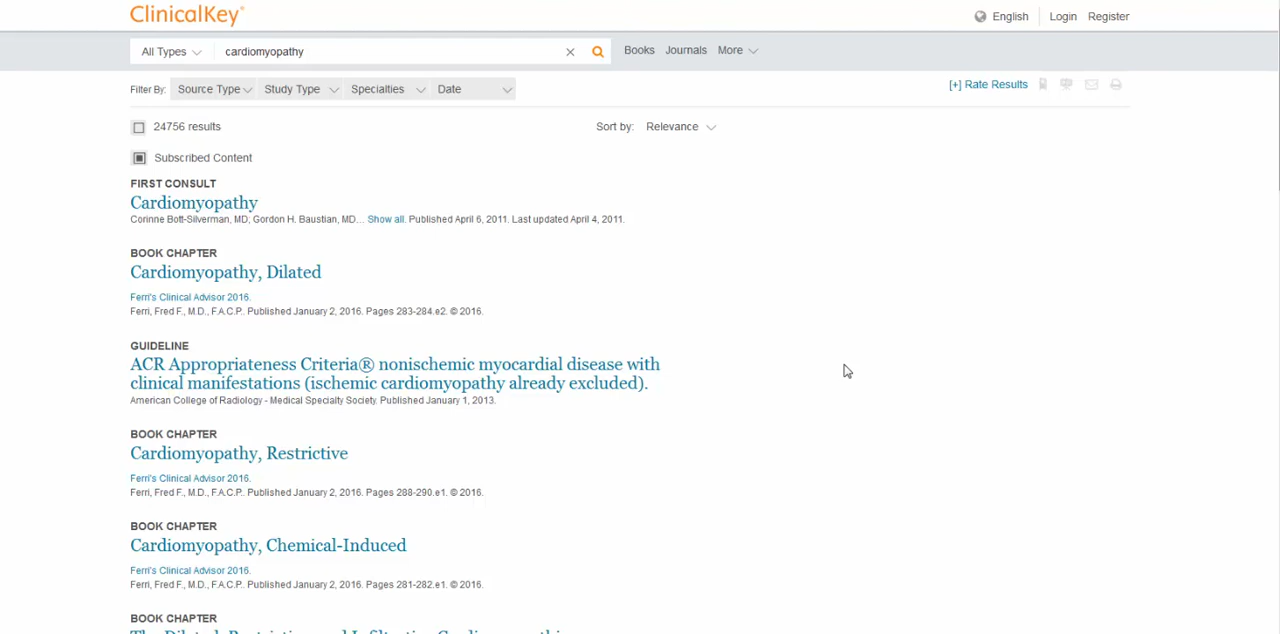 ClinicalKey
English Login Register
All Types cardiomyopathy Books Journals More
Filter By: Source Type Study Type Specialties Date [+] Rate Results
24756 results Sort by: Relevance
Subscribed Content
FIRST CONSULT
Cardiomyopathy
Corinne Bott-Silverman, MD; Gordon H. Baustian, MD... Show all. Published April 6, 2011. Last updated April 4, 2011.
BOOK CHAPTER
Cardiomyopathy, Dilated
Ferri's Clinical Advisor 2016.
Ferri, Fred F., M.D., F.A.C.P.. Published January 2, 2016. Pages 283-284.e2. © 2016.
GUIDELINE
ACR Appropriateness Criteria® nonischemic myocardial disease with
clinical manifestations (ischemic cardiomyopathy already excluded).
American College of Radiology - Medical Specialty Society. Published January 1, 2013.
BOOK CHAPTER
Cardiomyopathy, Restrictive
Ferri's Clinical Advisor 2016.
Ferri, Fred F., M.D., F.A.C.P.. Published January 2, 2016. Pages 288-290.e1. © 2016.
BOOK CHAPTER
Cardiomyopathy, Chemical-Induced
Ferri's Clinical Advisor 2016.
Ferri, Fred F., M.D., F.A.C.P.. Published January 2, 2016. Pages 281-282.e1. © 2016.
BOOK CHAPTER